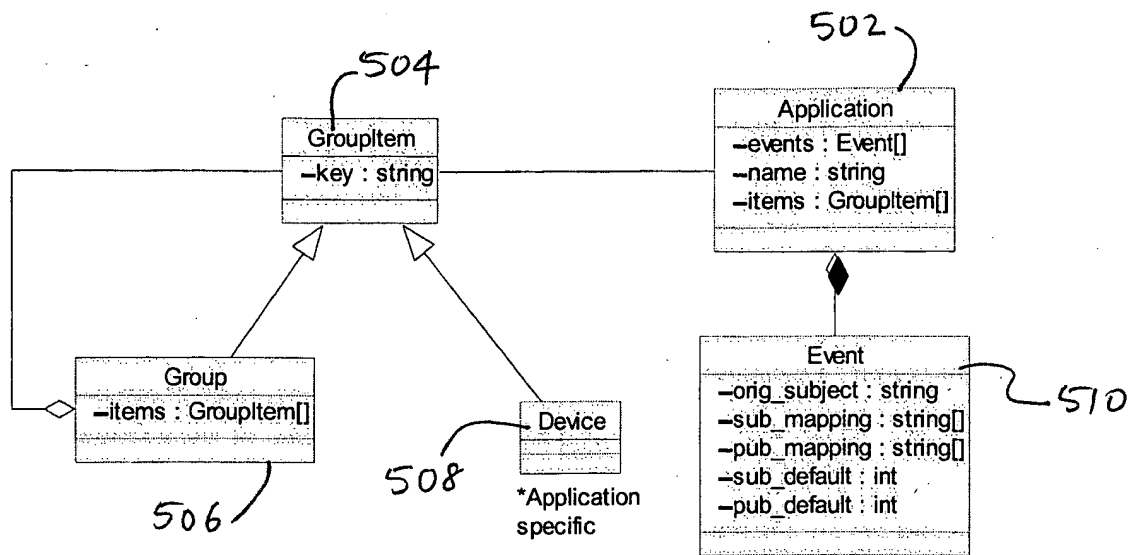 502
504
Application
–events : Event[]
–name : string
–items : GroupItem[]
GroupItem
–key : string
Group
–items : GroupItem[]
506
Device
508
*Application
specific
Event
–orig_subject : string
–sub_mapping : string[]
–pub_mapping : string[]
–sub_default : int
–pub_default : int
510